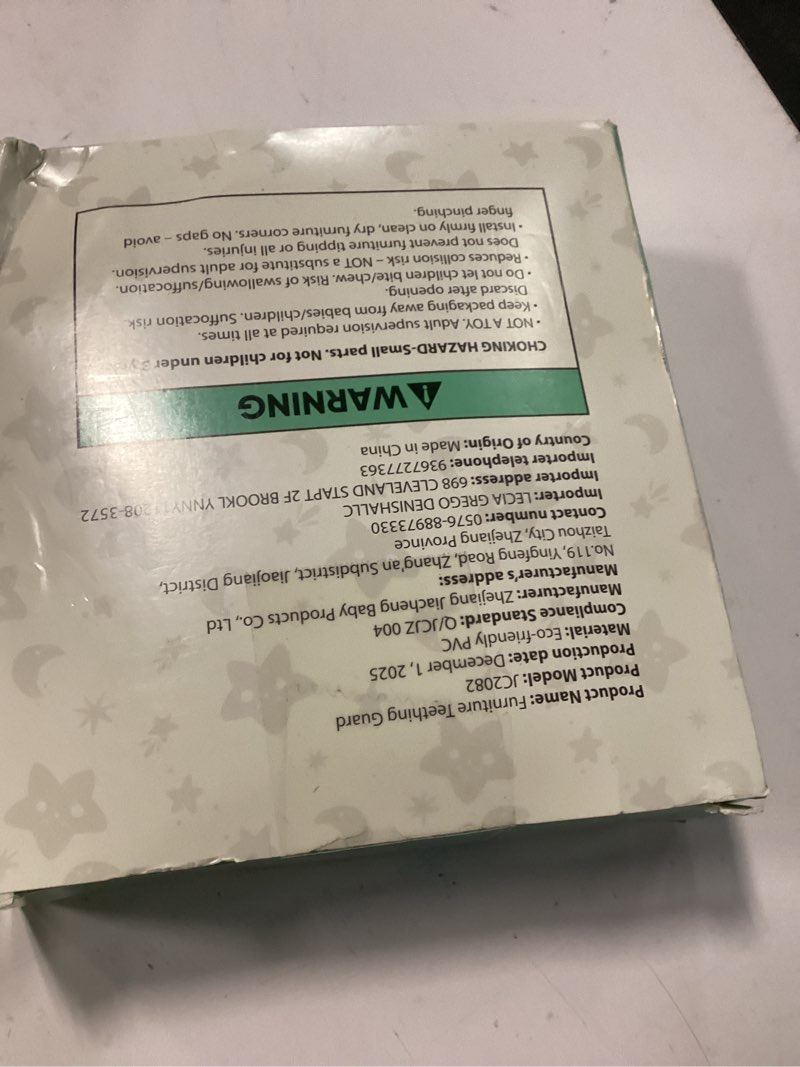 Product Name: Furniture Teething Guard
Product Model: JC2082
Production date: December 1, 2025
Material: Eco-friendly PVC
Compliance Standard: Q/JCJZ 004
Manufacturer: Zhejiang Jiacheng Baby Products Co., Ltd
Manufacturer's address:
No.119, Yingfeng Road, Zhang'an Subdistrict, Jiaojiang District,
Taizhou City, Zhejiang Province
Contact number: 0576-88973330
Importer: LECIA GREGO DENISHALLC
Importer address: 698 CLEVELAND STAPT 2F BROOKL YNNY11208-3572
Importer telephone: 9367277363
Country of Origin: Made in China
WARNING
CHOKING HAZARD-Small parts. Not for children under 3
• NOT A TOY. Adult supervision required at all times.
• Keep packaging away from babies/children. Suffocation risk
Discard after opening.
• Do not let children bite/chew. Risk of swallowing/suffocation.
• Reduces collision risk – NOT a substitute for adult supervision.
Does not prevent furniture tipping or all injuries.
• Install firmly on clean, dry furniture corners. No gaps – avoid
finger pinching.